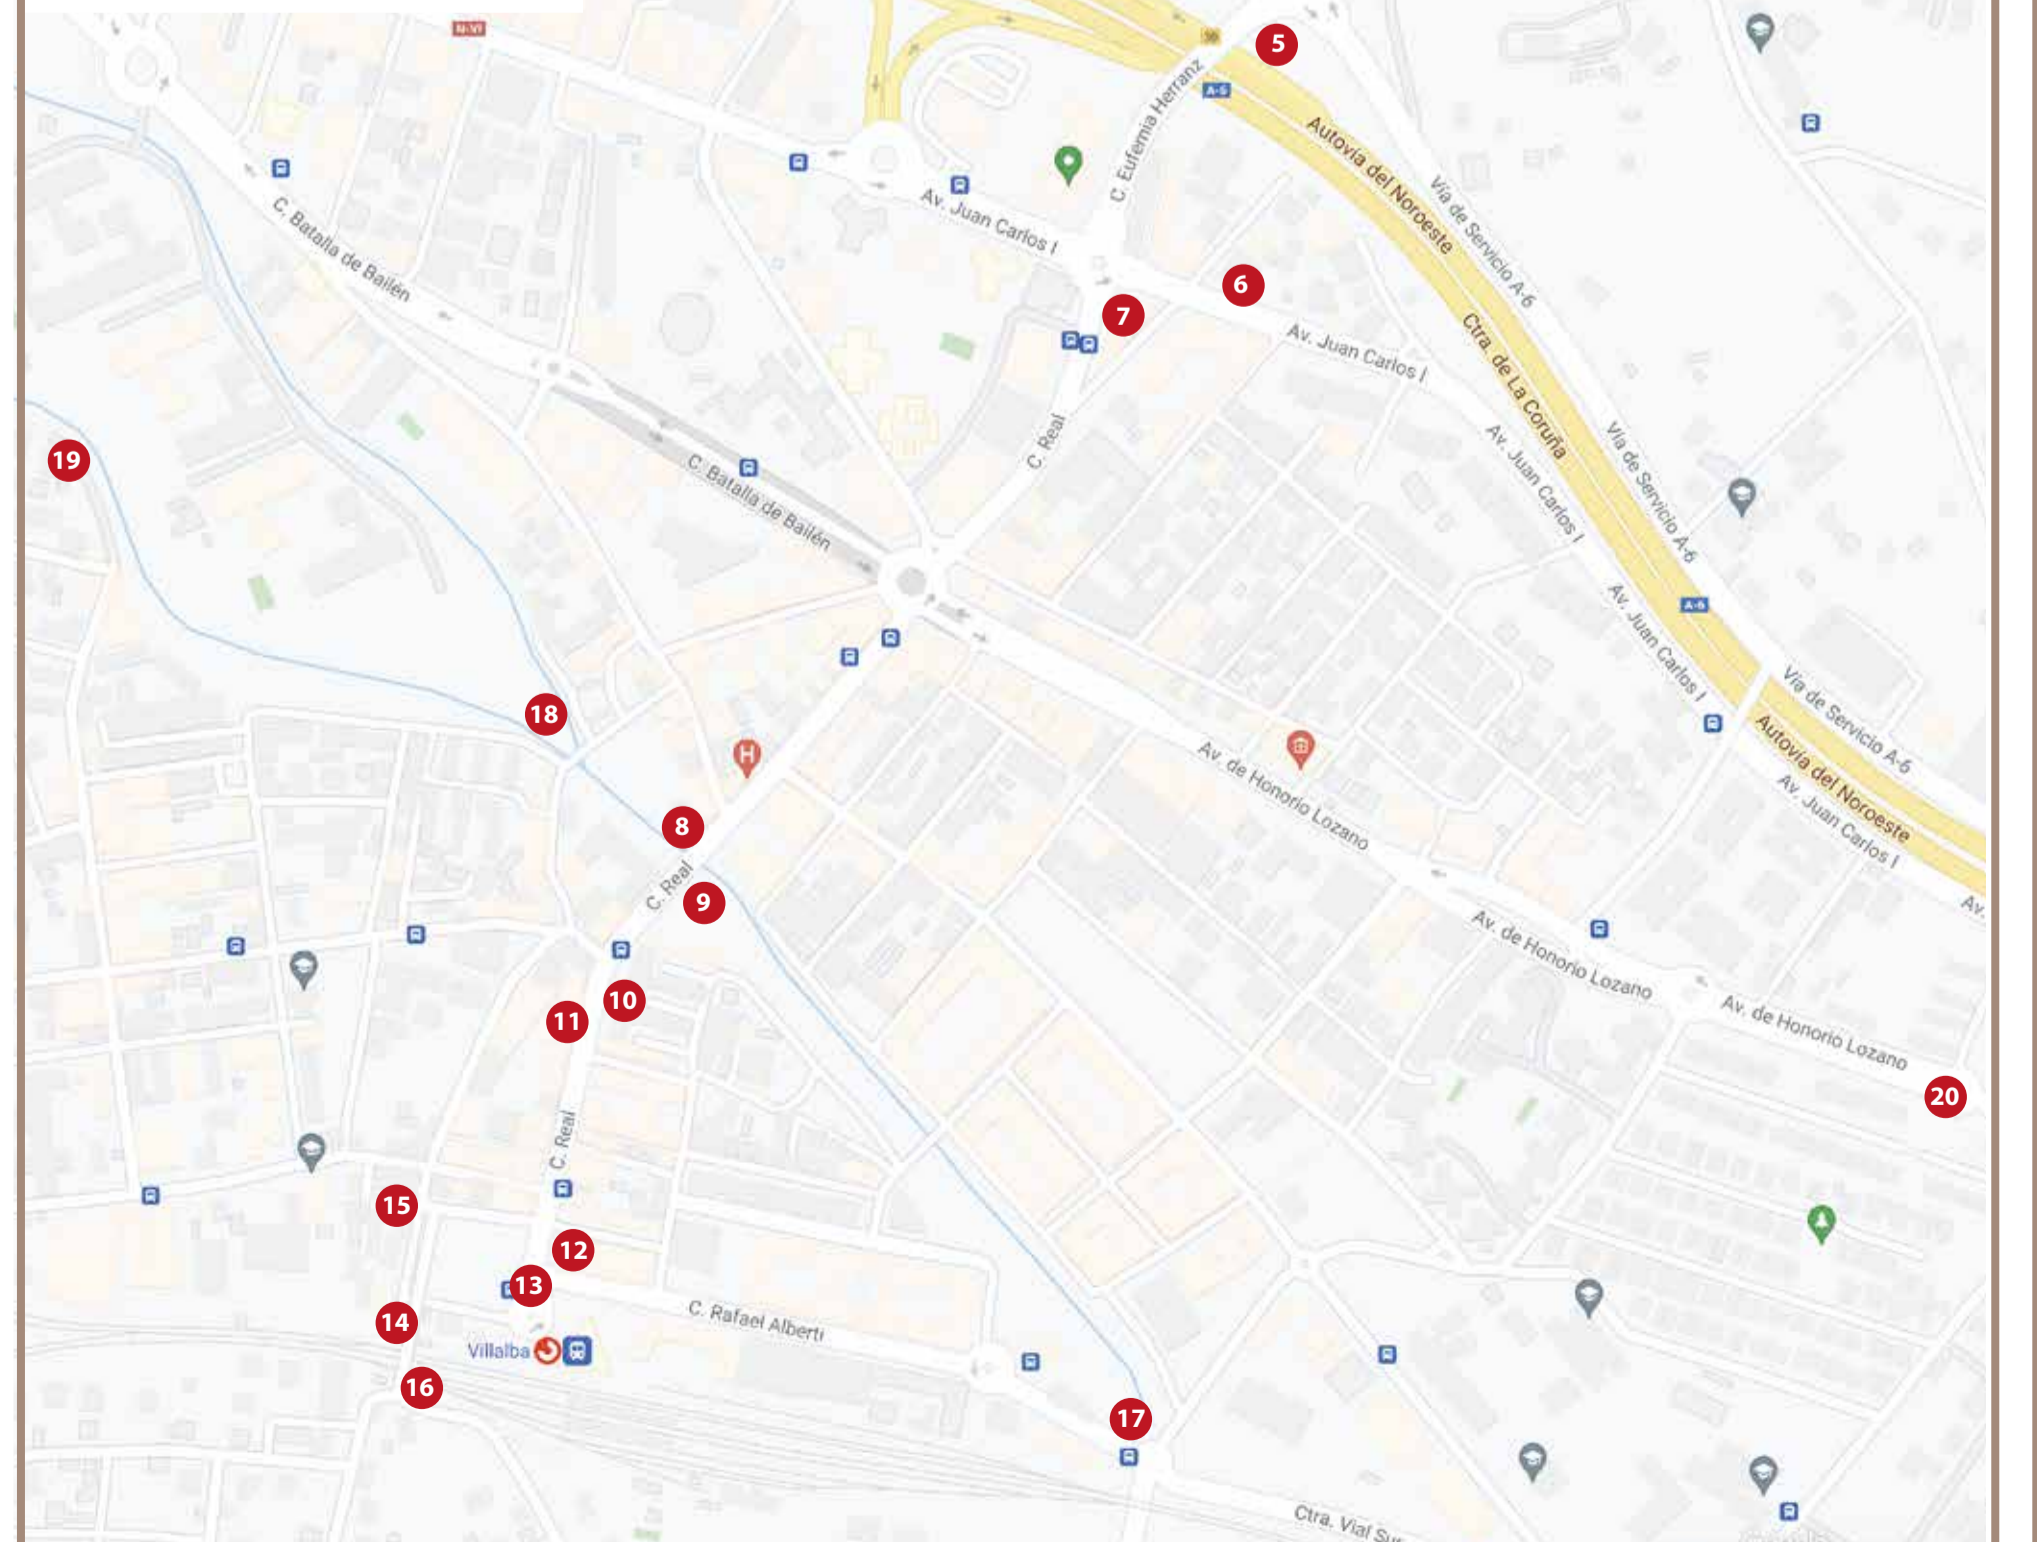 N-VI
5
A-6
C. Eufemia Herranz
Autovía del Noroeste
Vía de Servicio A-6
Av. Juan Carlos I
C. Batalla de Bailén
6
7
Av. Juan Carlos I
Ctra. de La Coruña
C. Real
19
C. Batalla de Bailén
Av. Juan Carlos I
Vía de Servicio A-6
A-6
Av. Juan Carlos I
18
H
Vía de Servicio A-6
Autovía del Noroeste
Av. de Honorio Lozano
Av. Juan Carlos I
8
C. Real
9
Av.
Av. de Honorio Lozano
10
11
Av. de Honorio Lozano
20
C. Real
15
12
13
14
C. Rafael Alberti
Villalba
16
17
Ctra. Vial Sur